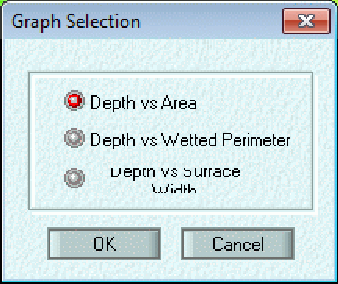 Graph Selection
Depth vs Area
Depth vs Wetted Perimeter
Depth vs Surface
Width
OK
Cancel